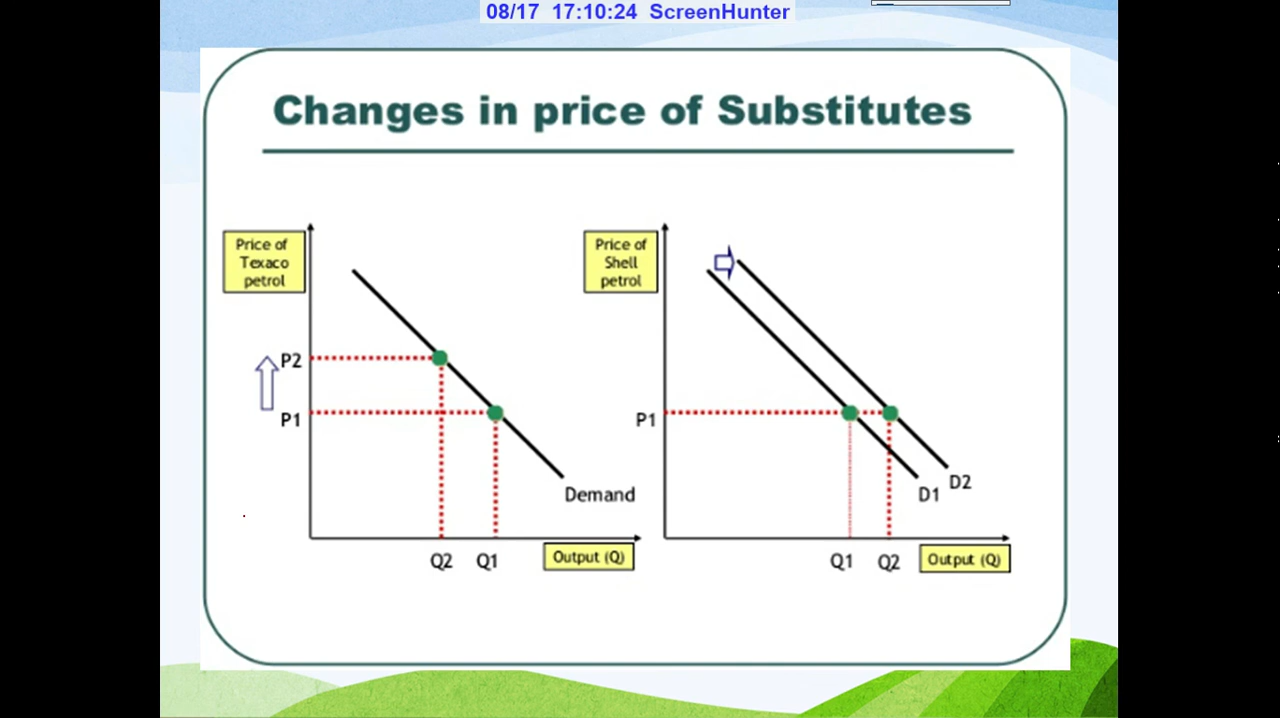 08/17 17:10:24 ScreenHunter
Changes in price of Substitutes
Price of
Texaco
petrol
P2
P1
Demand
Q2 Q1
Output (Q)
Price of
Shell
petrol
P1
D1
D2
Q1 Q2
Output (Q)